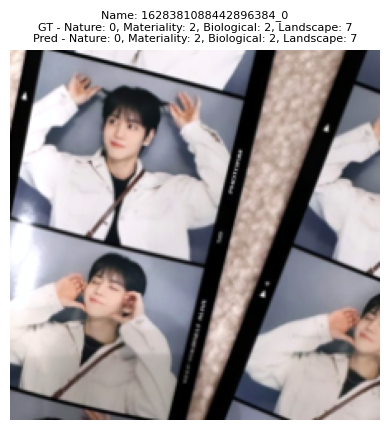 Name: 1628381088442896384_0
GT - Nature: 0, Materiality: 2, Biological: 2, Landscape: 7
Pred - Nature: 0, Materiality: 2, Biological: 2, Landscape: 7
PHOTOISM